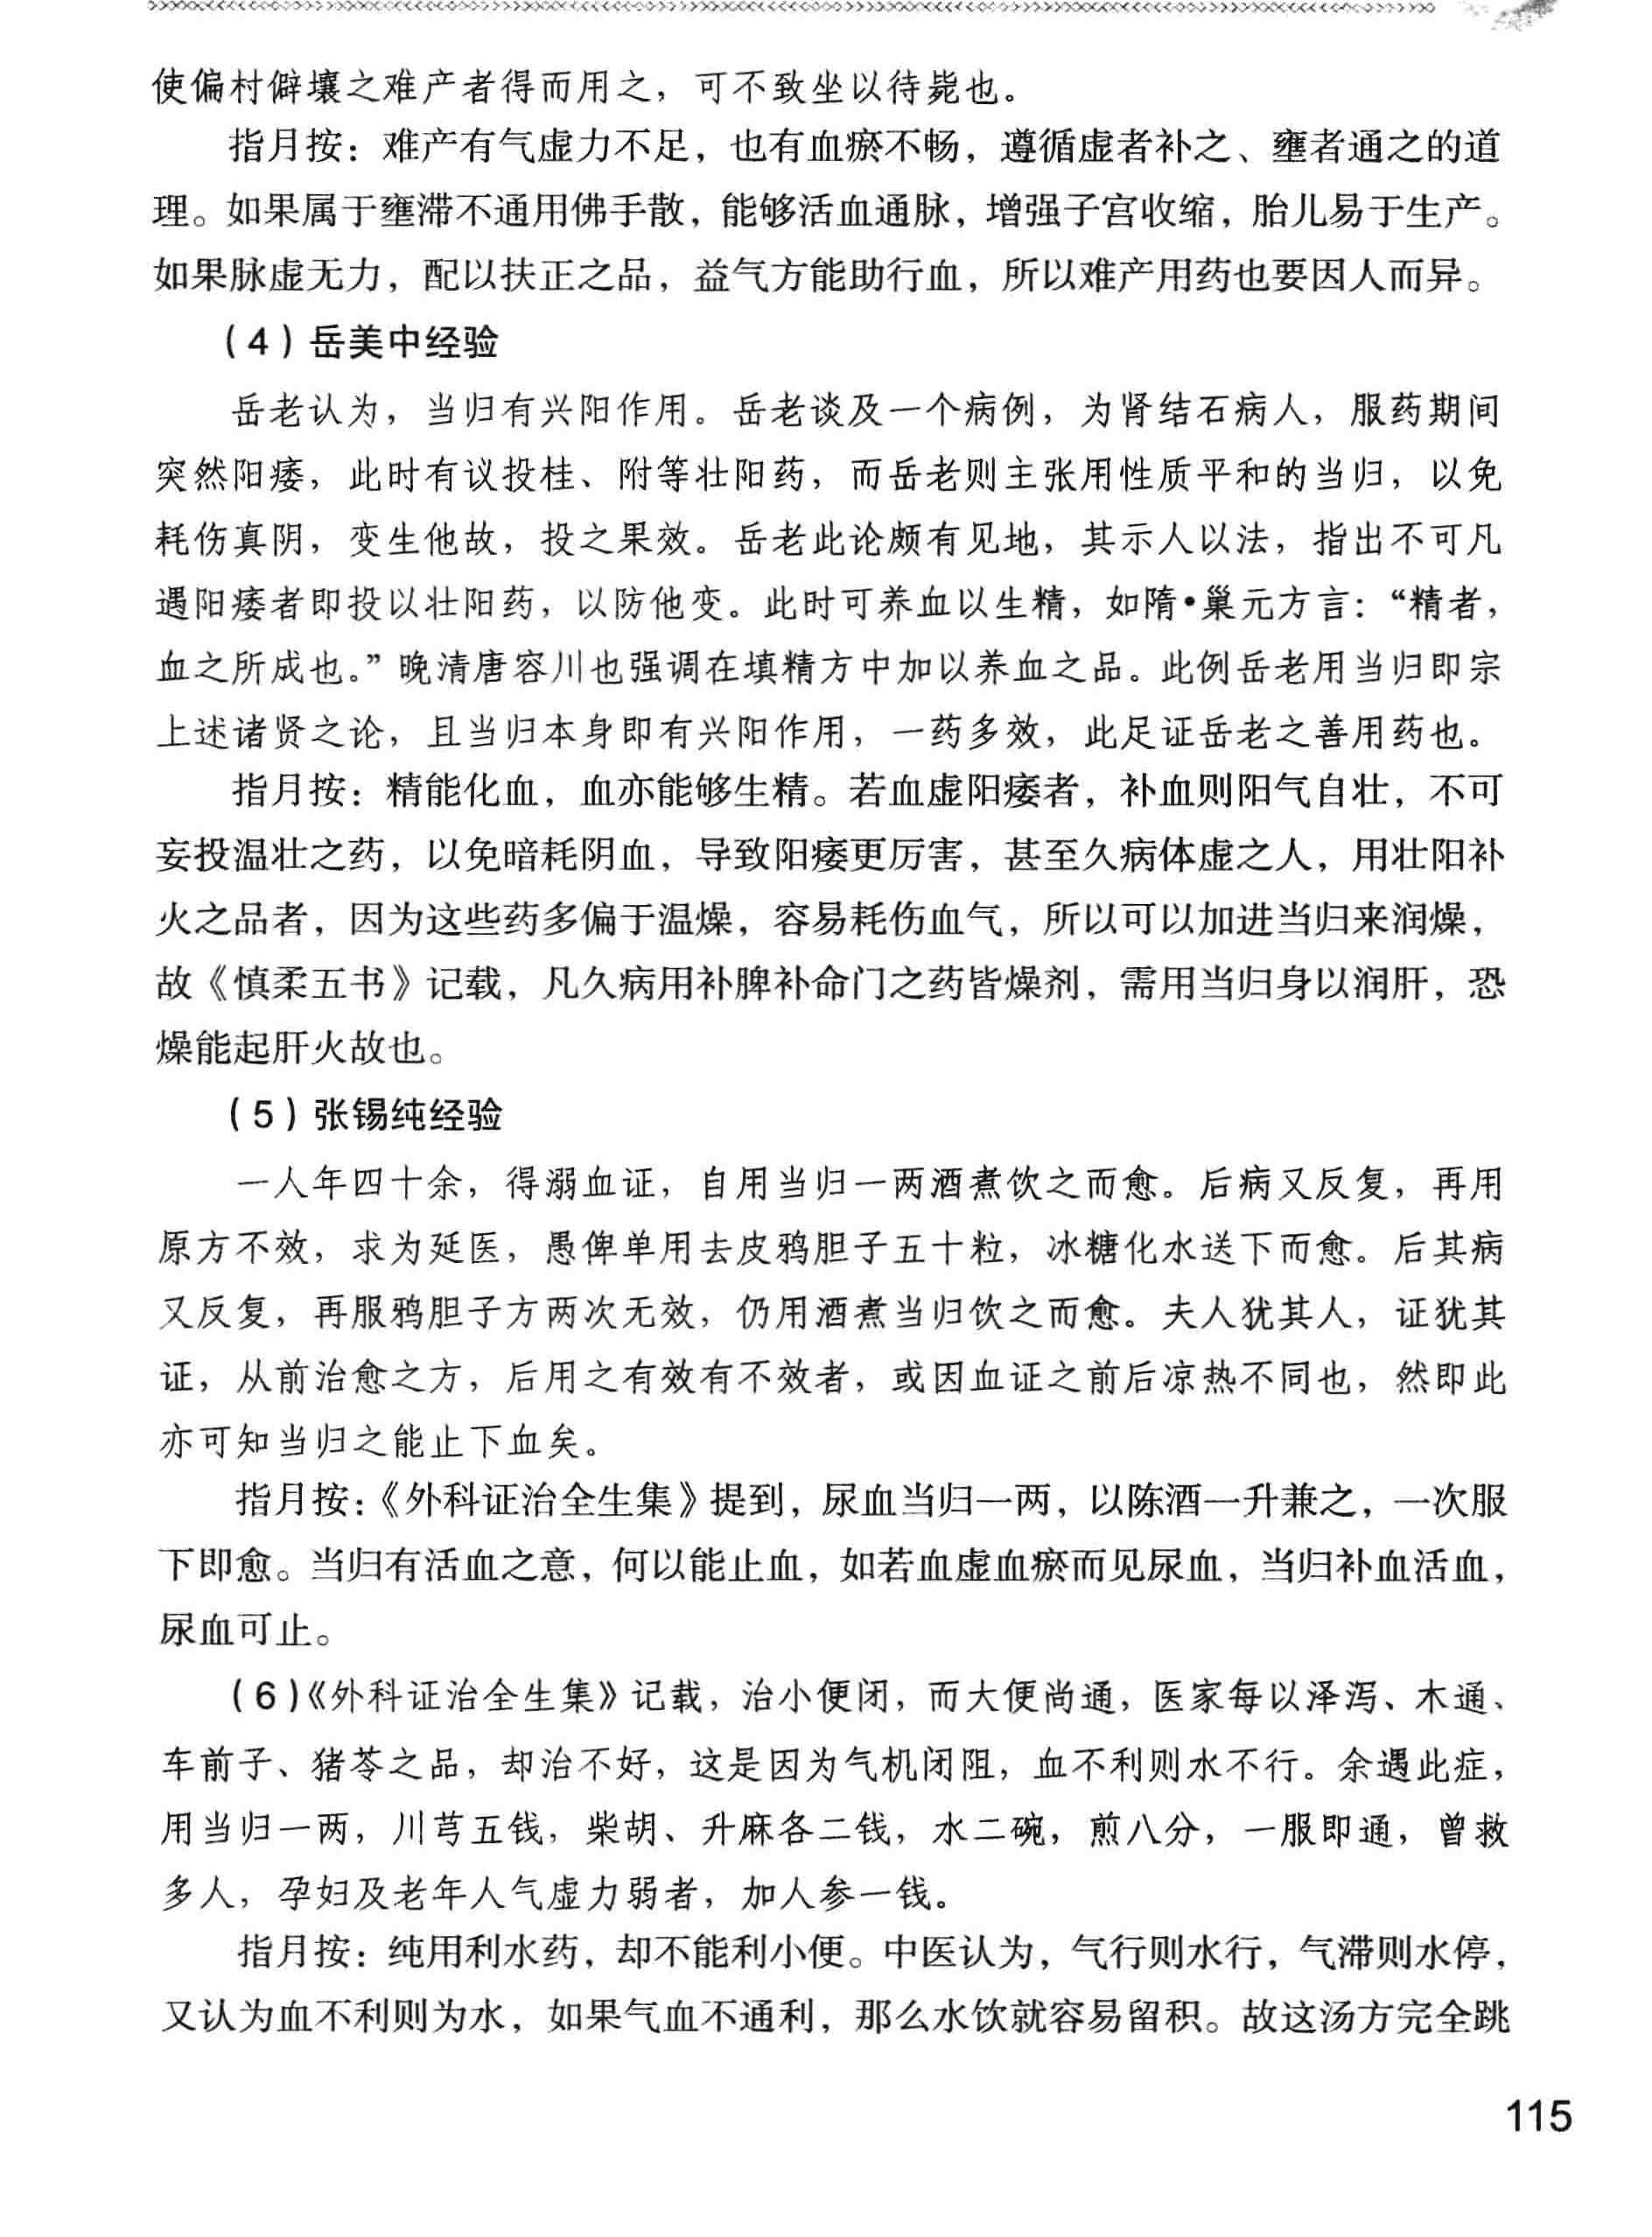 使偏村僻壤之难产者得而用之，可不致坐以待毙也。
指月按：难产有气虚力不足，也有血瘀不畅，遵循虚者补之、壅者通之的道
理。如果属于壅滞不通用佛手散，能够活血通脉，增强子宫收缩，胎儿易于生产。
如果脉虚无力，配以扶正之品，益气方能助行血，所以难产用药也要因人而异。
（4）岳美中经验
岳老认为，当归有兴阳作用。岳老谈及一个病例，为肾结石病人，服药期间
突然阳痿，此时有议投桂、附等壮阳药，而岳老则主张用性质平和的当归，以免
耗伤真阴，变生他故，投之果效。岳老此论颇有见地，其示人以法，指出不可凡
遇阳痿者即投以壮阳药，以防他变。此时可养血以生精，如隋•巢元方言：“精者，
血之所成也。”晚清唐容川也强调在填精方中加以养血之品。此例岳老用当归即宗
上述诸贤之论，且当归本身即有兴阳作用，一药多效，此足证岳老之善用药也。
指月按：精能化血，血亦能够生精。若血虚阳痿者，补血则阳气自壮，不可
妄投温壮之药，以免暗耗阴血，导致阳痿更厉害，甚至久病体虚之人，用壮阳补
火之品者，因为这些药多偏于温燥，容易耗伤血气，所以可以加进当归来润燥，
故《慎柔五书》记载，凡久病用补脾补命门之药皆燥剂，需用当归身以润肝，恐
燥能起肝火故也。
（5）张锡纯经验
一人年四十余，得溺血证，自用当归一两酒煮饮之而愈。后病又反复，再用
原方不效，求为延医，愚俾单用去皮鸦胆子五十粒，冰糖化水送下而愈。后其病
又反复，再服鸦胆子方两次无效，仍用酒煮当归饮之而愈。夫人犹其人，证犹其
证，从前治愈之方，后用之有效有不效者，或因血证之前后凉热不同也，然即此
亦可知当归之能止下血矣。
指月按：《外科证治全生集》提到，尿血当归一两，以陈酒一升兼之，一次服
下即愈。当归有活血之意，何以能止血，如若血虚血瘀而见尿血，当归补血活血，
尿血可止。
（6）《外科证治全生集》记载，治小便闭，而大便尚通，医家每以泽泻、木通、
车前子、猪苓之品，却治不好，这是因为气机闭阻，血不利则水不行。余遇此症，
用当归一两，川芎五钱，柴胡、升麻各二钱，水二碗，煎八分，一服即通，曾救
多人，孕妇及老年人气虚力弱者，加人参一钱。
指月按：纯用利水药，却不能利小便。中医认为，气行则水行，气滞则水停，
又认为血不利则为水，如果气血不通利，那么水饮就容易留积。故这汤方完全跳
115